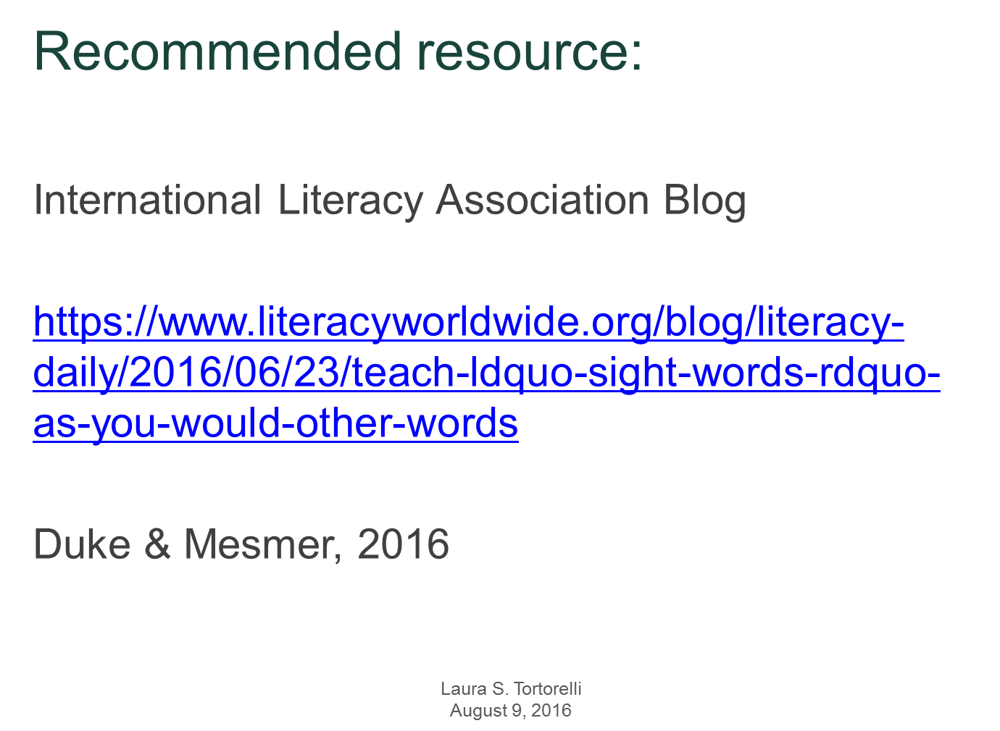 Recommended resource:
International Literacy Association Blog
https://www.literacyworldwide.org/blog/literacy-
daily/2016/06/23/teach-ldquo-sight-words-rdquo-
as-you-would-other-words
Duke & Mesmer, 2016
Laura S. Tortorelli
August 9, 2016